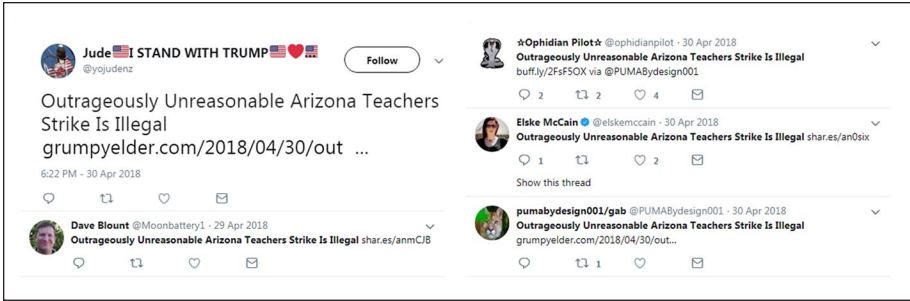 Jude🇺🇸I STAND WITH TRUMP🇺🇸❤️🇺🇸
@yojudenz
Follow
Outrageously Unreasonable Arizona Teachers
Strike Is Illegal
grumpyelder.com/2018/04/30/out ...
6:22 PM - 30 Apr 2018
Dave Blount @Moonbattery1 · 29 Apr 2018
Outrageously Unreasonable Arizona Teachers Strike Is Illegal shar.es/anmCJB
☆Ophidian Pilot☆ @ophidianpilot · 30 Apr 2018
Outrageously Unreasonable Arizona Teachers Strike Is Illegal
buff.ly/2FsF5OX via @PUMABydesign001
2 2 4
Elske McCain @elskemccain · 30 Apr 2018
Outrageously Unreasonable Arizona Teachers Strike Is Illegal shar.es/an0six
1 2
Show this thread
pumabydesign001/gab @PUMABydesign001 · 30 Apr 2018
Outrageously Unreasonable Arizona Teachers Strike Is Illegal
grumpyelder.com/2018/04/30/out...
1